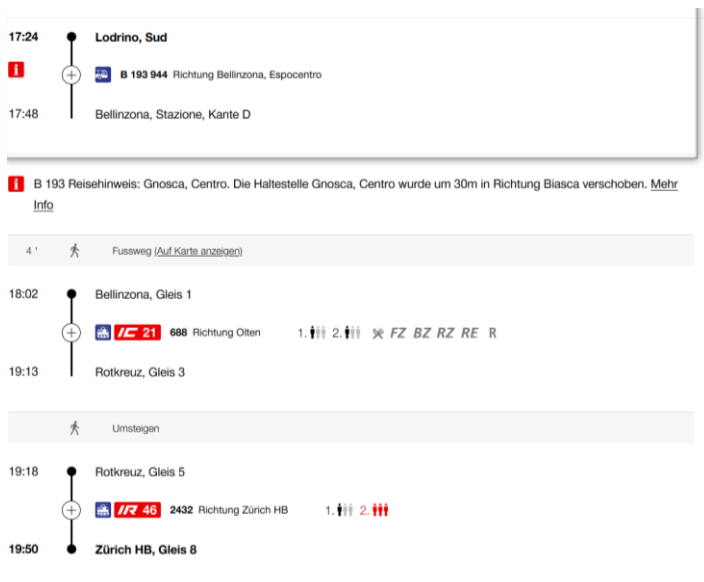 17:24 Lodrino, Sud
i B 193 944 Richtung Bellinzona, Espocentro
17:48 Bellinzona, Stazione, Kante D
i B 193 Reisehinweis: Gnosca, Centro. Die Haltestelle Gnosca, Centro wurde um 30m in Richtung Biasca verschoben. Mehr
Info
4 ' Fussweg (Auf Karte anzeigen)
18:02 Bellinzona, Gleis 1
IC 21 688 Richtung Olten 1. 2. FZ BZ RZ RE R
19:13 Rotkreuz, Gleis 3
Umsteigen
19:18 Rotkreuz, Gleis 5
IR 46 2432 Richtung Zürich HB 1. 2.
19:50 Zürich HB, Gleis 8